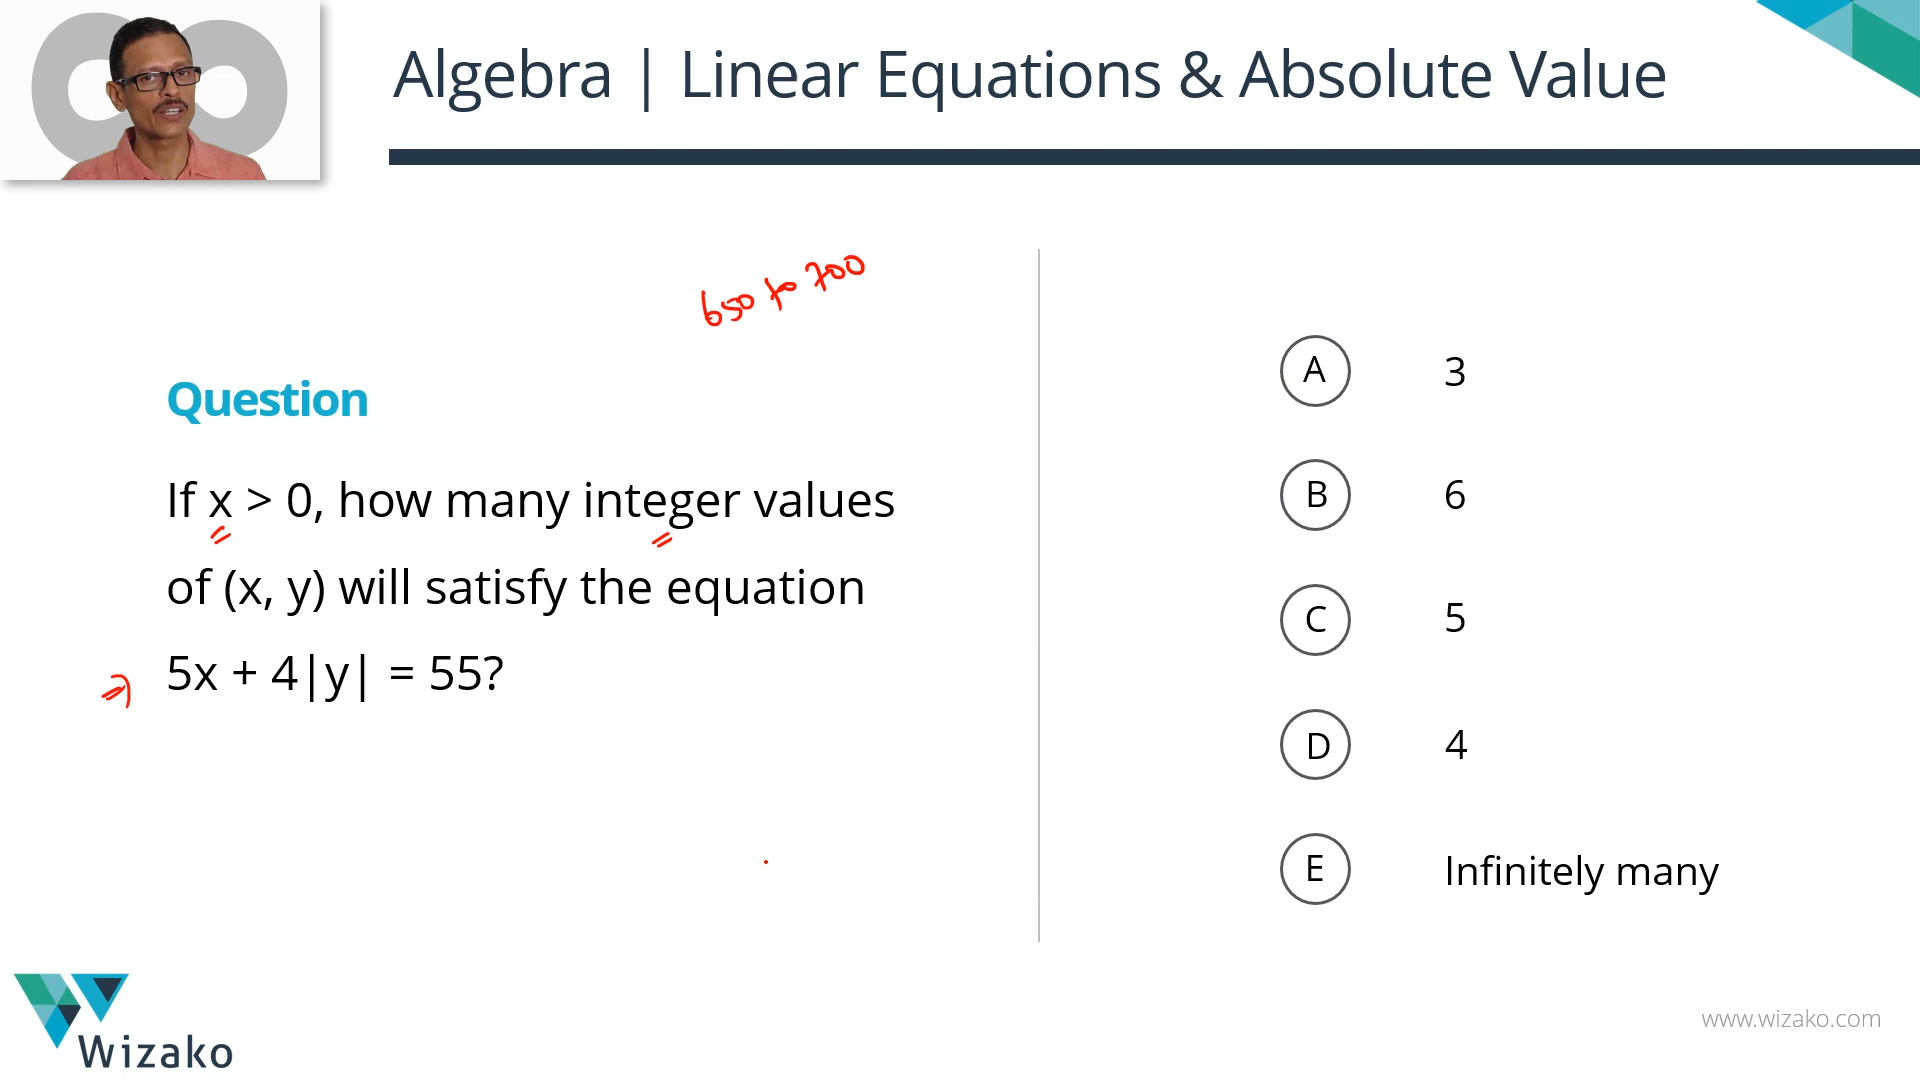 Algebra | Linear Equations & Absolute Value
650 to 700
Question
If x > 0, how many integer values
of (x, y) will satisfy the equation
5x + 4|y| = 55?
A 3
B 6
C 5
D 4
E Infinitely many
Wizako
www.wizako.com